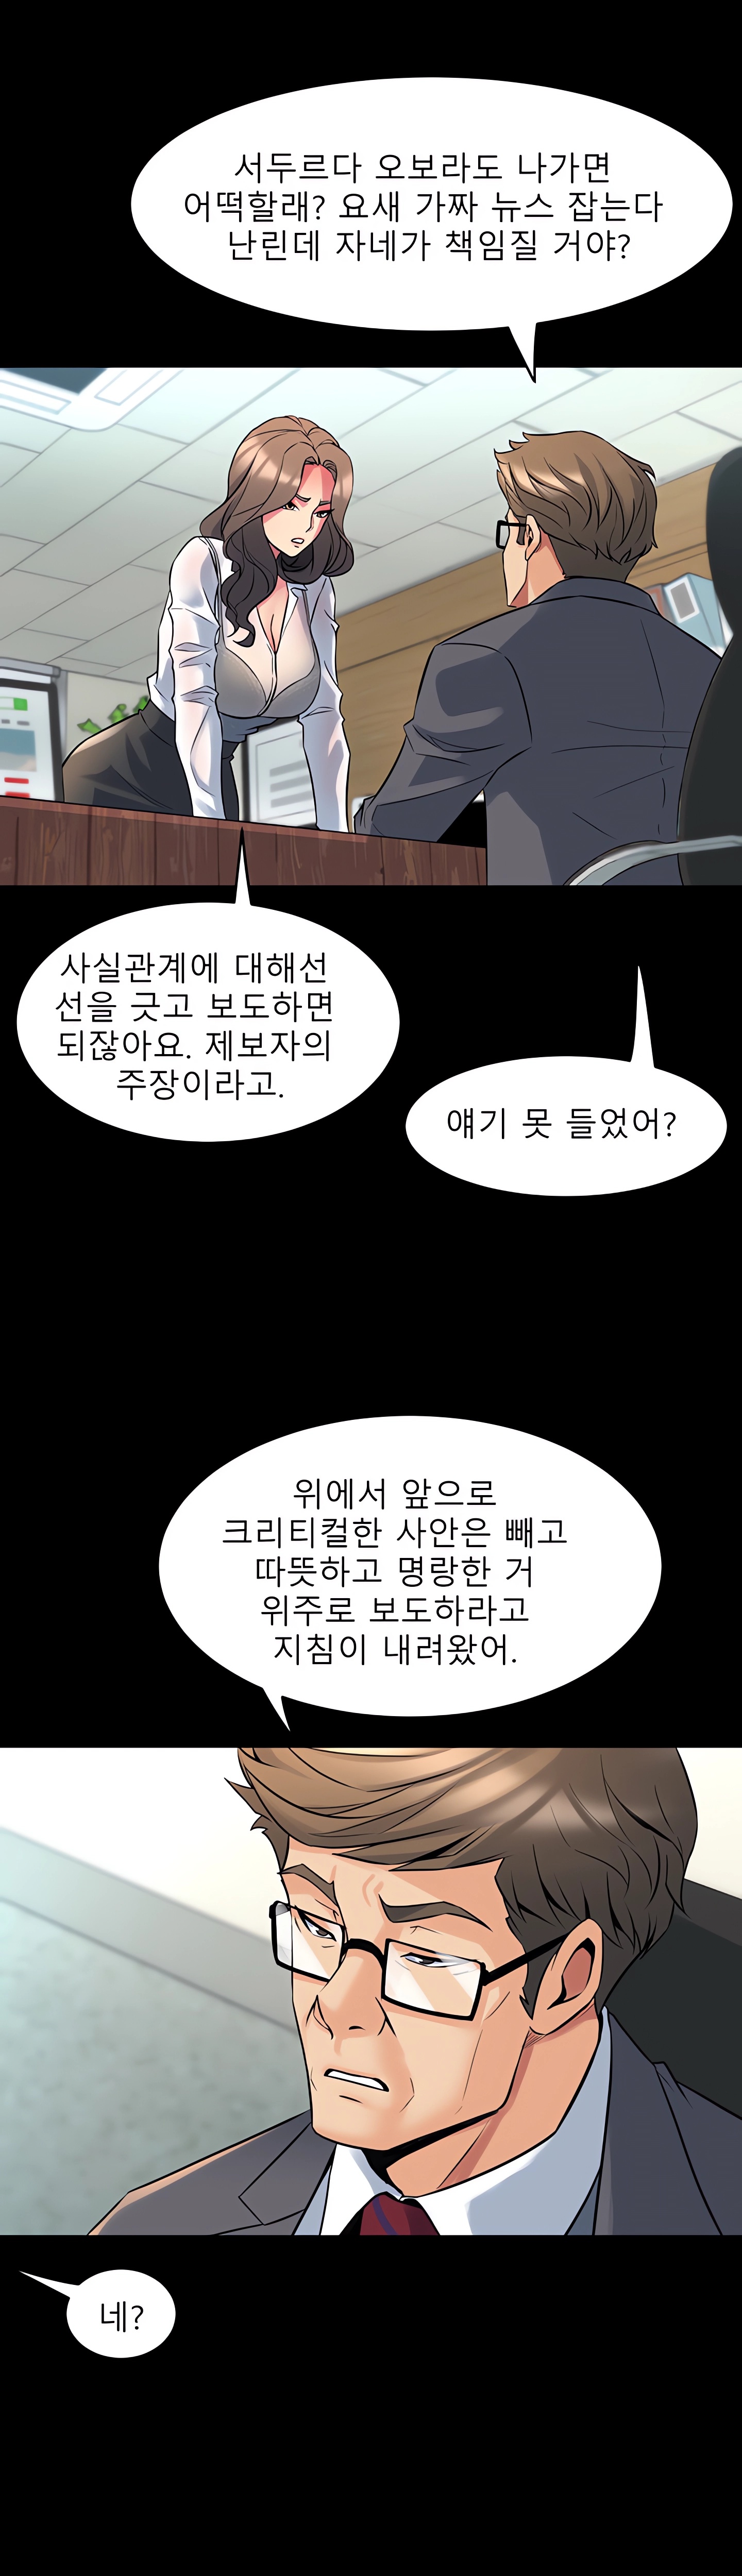 서두르다 오보라도 나가면
어떡할래? 요새 가짜 뉴스 잡는다
난린데 자네가 책임질 거야?
사실관계에 대해선
선을 긋고 보도하면
되잖아요. 제보자의
주장이라고.
얘기 못 들었어?
위에서 앞으로
크리티컬한 사안은 빼고
따뜻하고 명랑한 거
위주로 보도하라고
지침이 내려왔어.
네?